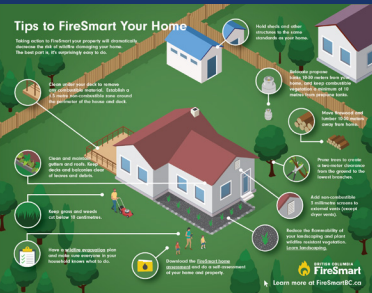 Tips to FireSmart Your Home
Taking action to FireSmart your property will dramatically
decrease the risk of wildfire damaging your home.
The best part is, it's surprisingly easy to do.
Hold sheds and other
structures to the same
standards as your home.
Relocate propane
tanks 10-30 metres from your
home, and keep combustible
vegetation a minimum of 10
metres from propane tanks.
Clean under your deck to remove
any combustible material. Establish a
1.5 metre non-combustible zone around
the perimeter of the house and deck.
Move firewood and
lumber 10-30 metres
away from home.
Clean and maintain
gutters and roofs. Keep
decks and balconies clear
of leaves and debris.
Prune trees to create
a two metre clearance
from the ground to the
lowest branches.
Add non-combustible
3 millimetre screens to
external vents (except
dryer vents).
Keep grass and weeds
cut below 10 centimetres.
Reduce the flammability of
your landscaping and plant
wildfire resistant vegetation.
Learn landscaping.
Have a wildfire evacuation plan
and make sure everyone in your
household knows what to do.
Download the FireSmart home
assessment and do a self-assessment
of your home and property.
BRITISH COLUMBIA
FireSmart
Learn more at FireSmartBC.ca